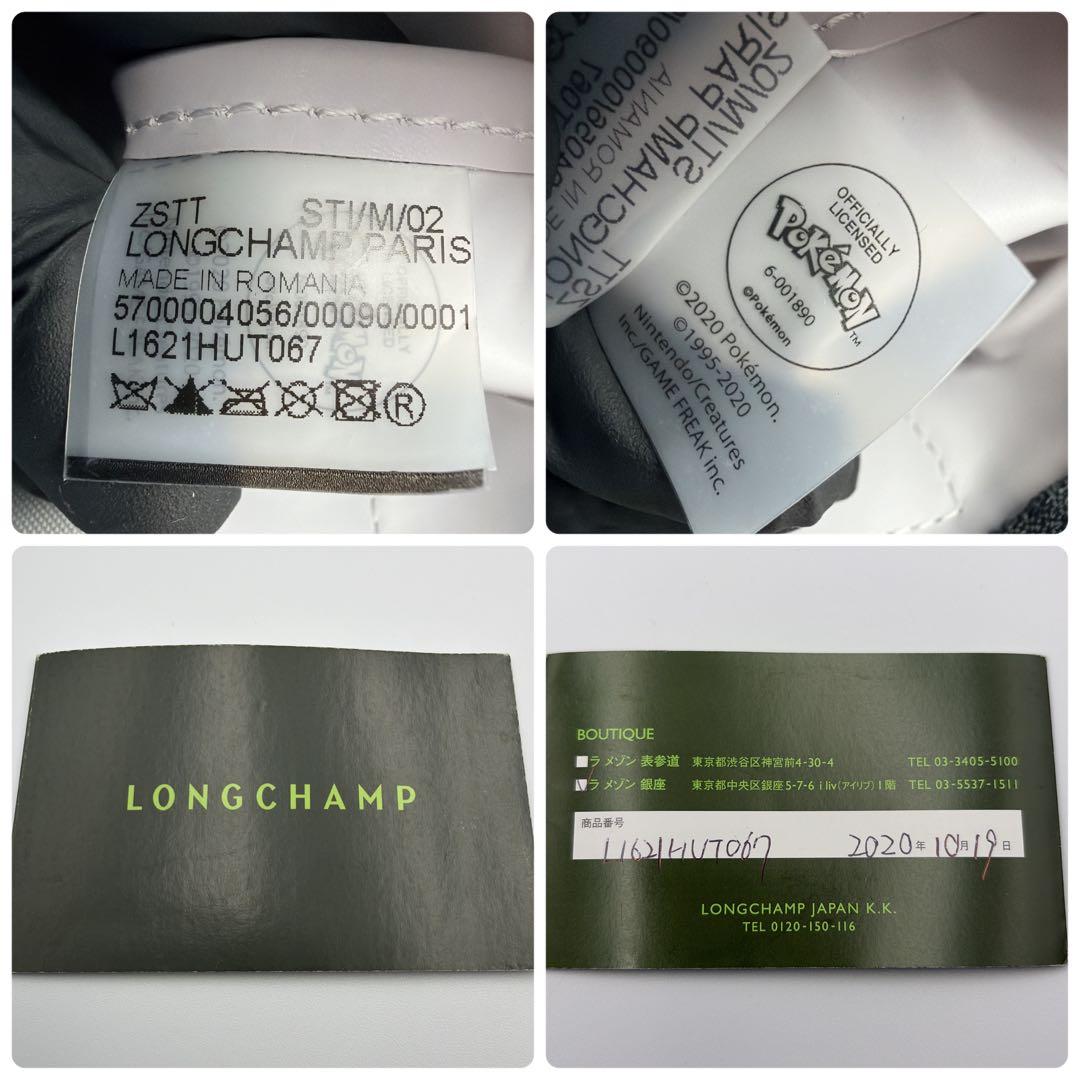 ZSTT STI/M/02
LONGCHAMP PARIS
MADE IN ROMANIA
5700004056/00090/0001
L1621HUT067
R
STI/M/02
LONGCHAMP PARIS
ZSTT
OFFICIALLY
LICENSED
POKéMON
TM
6-001890
©Pokémon
©2020 Pokémon.
©1995-2020
Nintendo/Creatures
Inc/GAME FREAK inc.
LONGCHAMP
BOUTIQUE
ラ メゾン 表参道 東京都渋谷区神宮前4-30-4 TEL 03-3405-5100
ラ メゾン 銀座 東京都中央区銀座5-7-6 i liv(アイリブ)1階 TEL 03-5537-1511
商品番号
L1621HUT067 2020年10月19日
LONGCHAMP JAPAN K.K.
TEL 0120-150-116